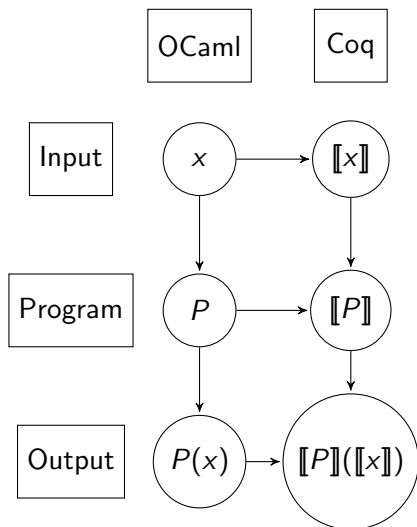 OCaml Coq
Input x ⟦x⟧
Program P ⟦P⟧
Output P(x) ⟦P⟧(⟦x⟧)